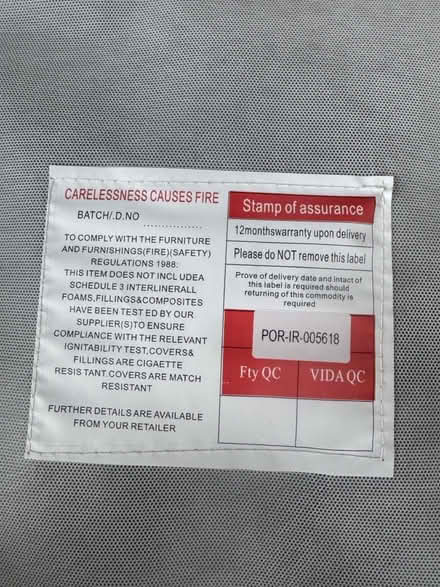 CARELESSNESS CAUSES FIRE
BATCH/.D.NO ................
TO COMPLY WITH THE FURNITURE
AND FURNISHINGS(FIRE)(SAFETY)
REGULATIONS 1988:
THIS ITEM DOES NOT INCL UDEA
SCHEDULE 3 INTERLINERALL
FOAMS,FILLINGS&COMPOSITES
HAVE BEEN TEST ED BY OUR
SUPPLIER(S)TO ENSURE
COMPLIANCE WITH THE RELEVANT
IGNITABILITY TEST,COVERS&
FILLINGS ARE CIGAETTE
RESIS TANT.COVERS ARE MATCH
RESISTANT
FURTHER DETAILS ARE AVAILABLE
FROM YOUR RETAILER
Stamp of assurance
12monthswarranty upon delivery
Please do NOT remove this label
Prove of delivery date and intact of
this label is required should
returning of this commodity is
required
POR-IR-005618
Fty QC
VIDA QC